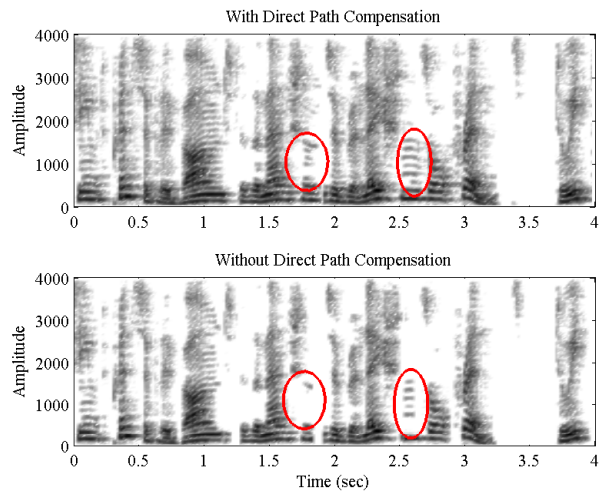 With Direct Path Compensation
4000
3000
2000
1000
0
Amplitude
0 0.5 1 1.5 2 2.5 3 3.5 4
Without Direct Path Compensation
4000
3000
2000
1000
0
Amplitude
0 0.5 1 1.5 2 2.5 3 3.5 4
Time (sec)